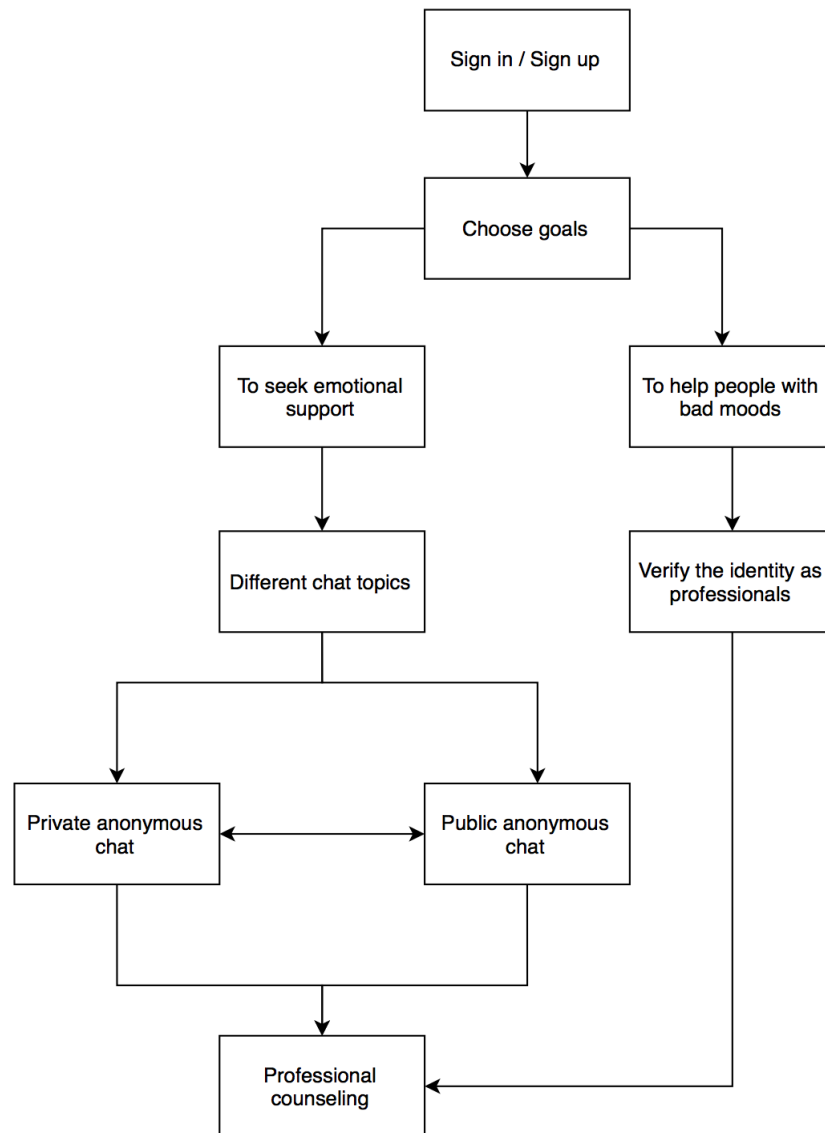 Sign in / Sign up
Choose goals
To seek emotional
support
To help people with
bad moods
Different chat topics
Verify the identity as
professionals
Private anonymous
chat
Public anonymous
chat
Professional
counseling